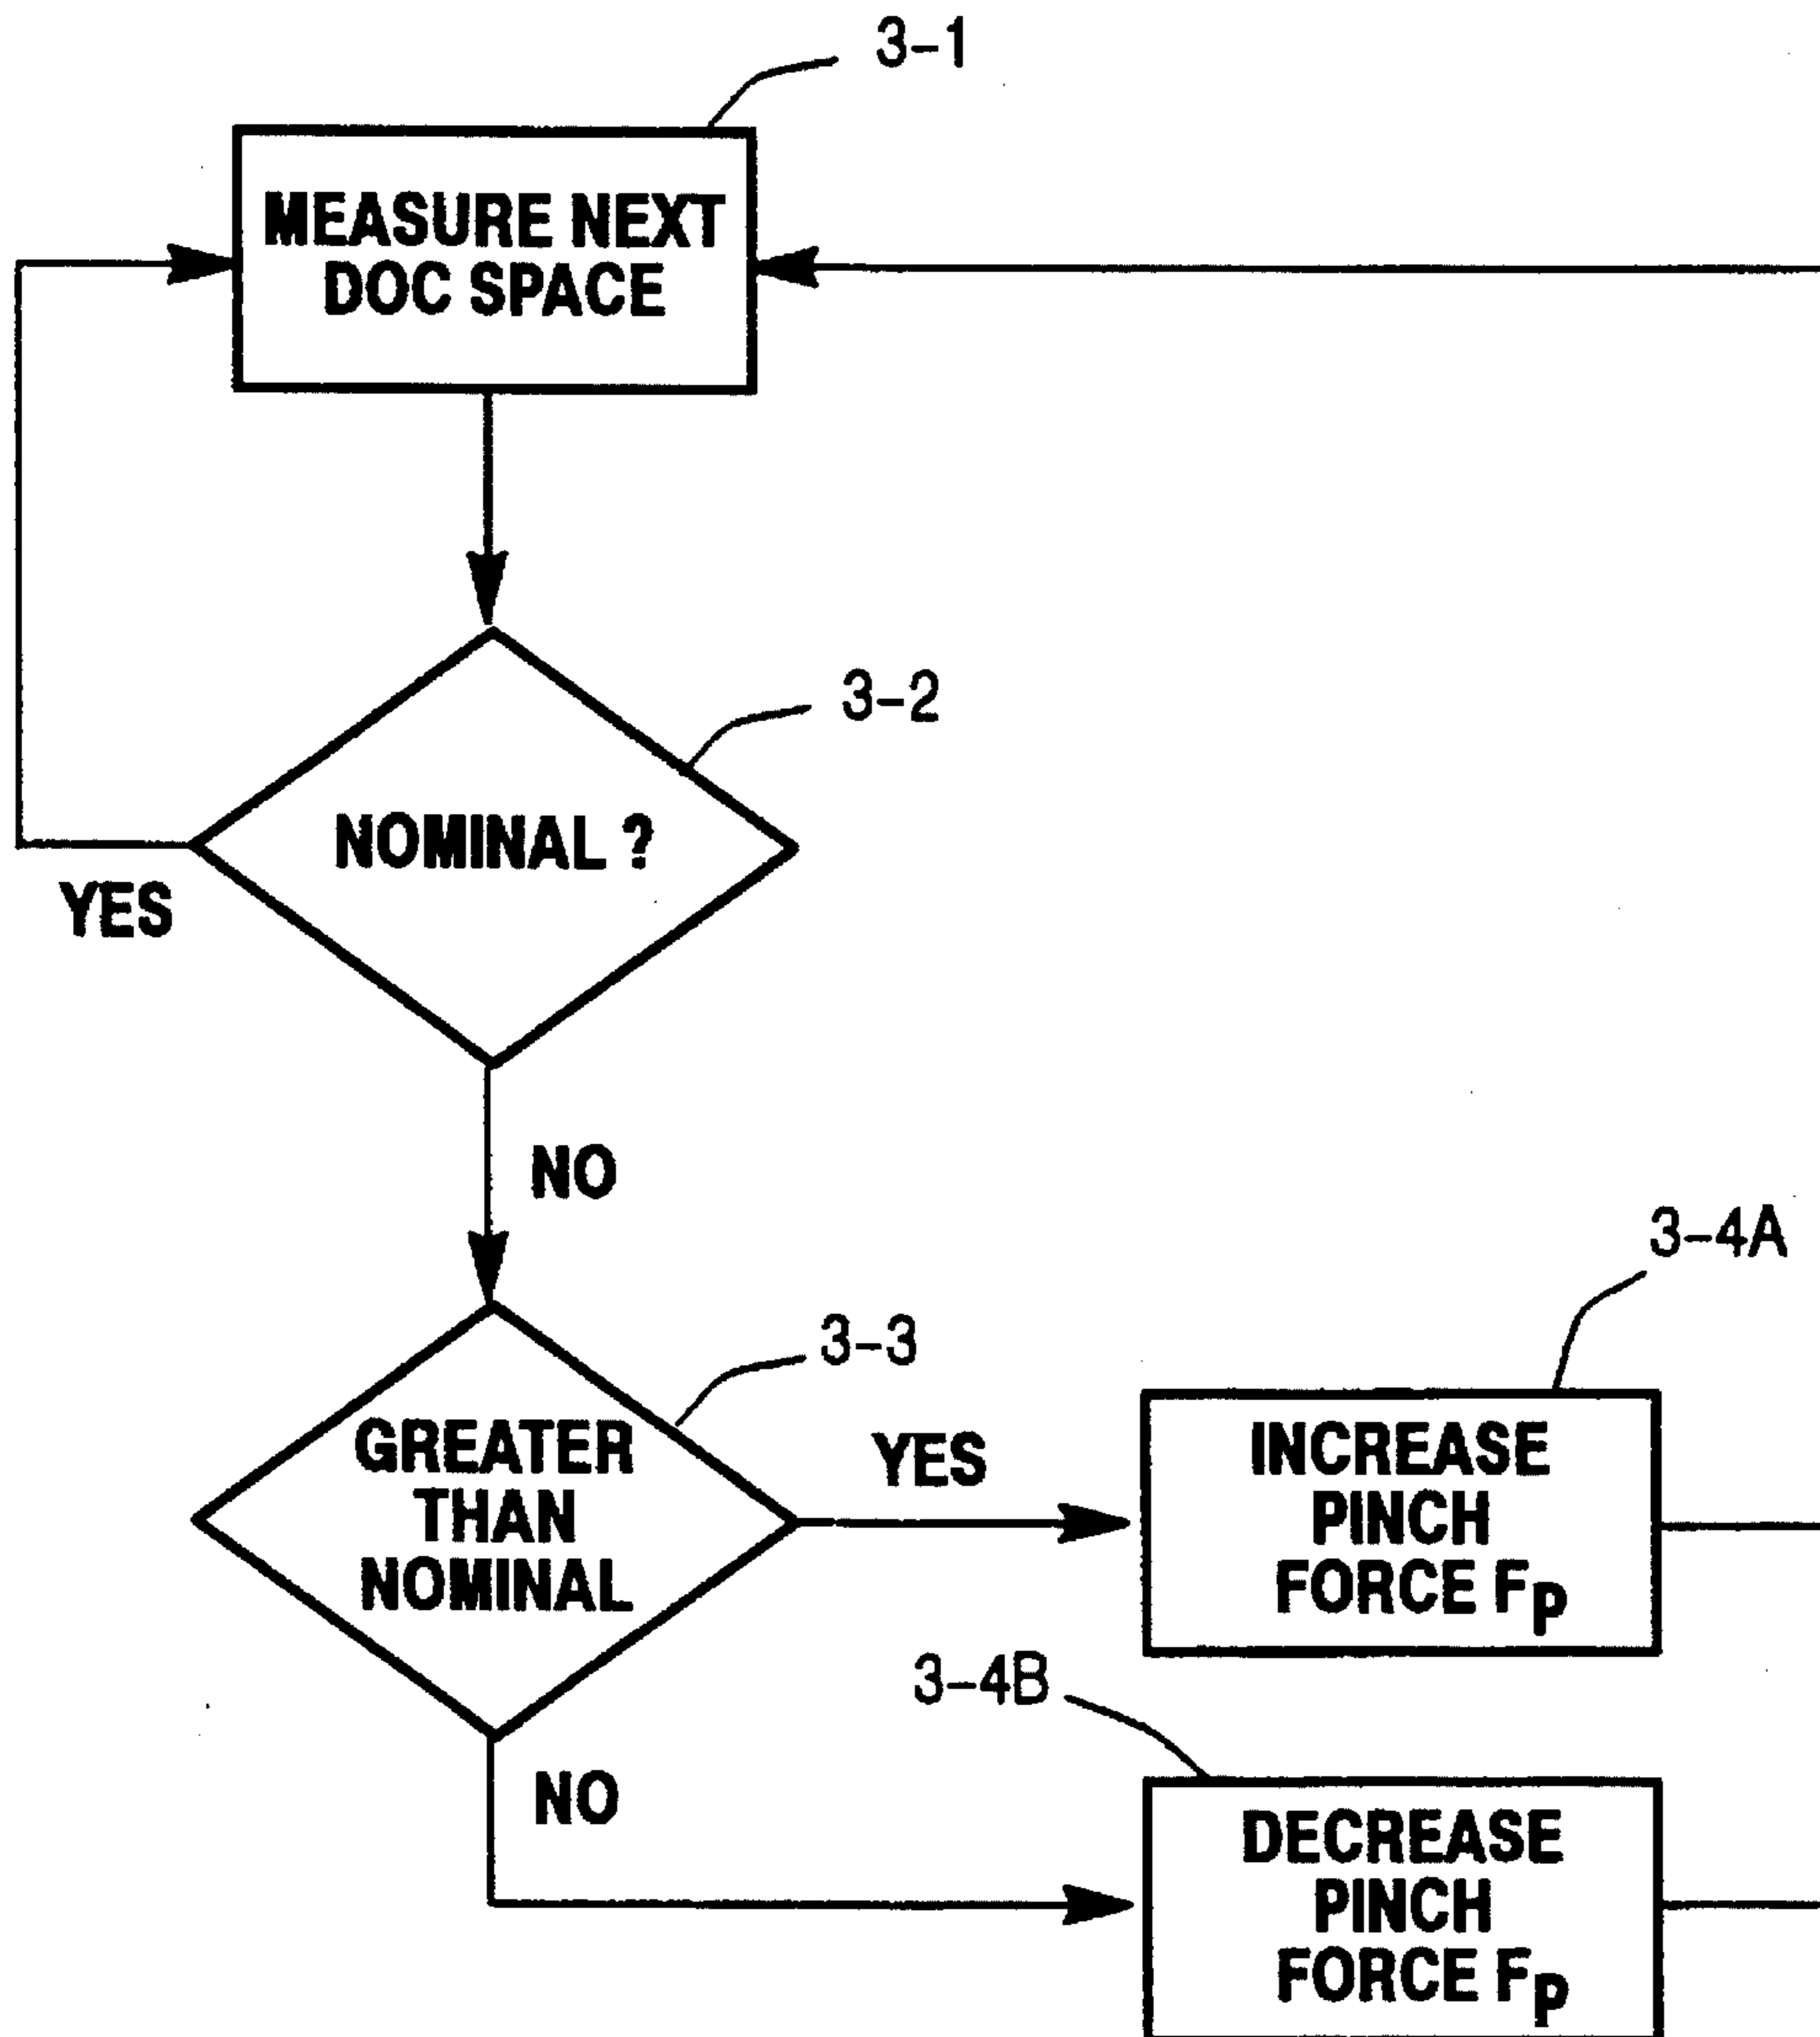 3-1
MEASURE NEXT
DOC SPACE
3-2
NOMINAL ?
YES
NO
3-4A
3-3
GREATER
THAN
NOMINAL
YES
INCREASE
PINCH
FORCE Fp
3-4B
NO
DECREASE
PINCH
FORCE Fp